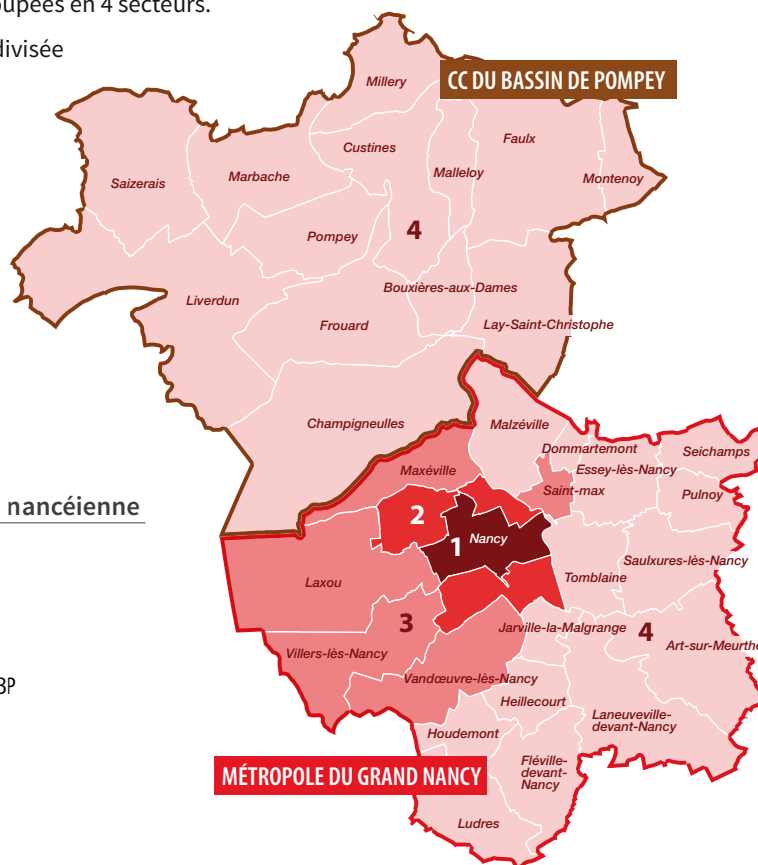 upées en 4 secteurs.
divisée
CC DU BASSIN DE POMPEY
Millery
Custines
Faulx
Malleloy
Saizerais
Marbache
Montenoy
Pompey
4
Bouxières-aux-Dames
Liverdun
Frouard
Lay-Saint-Christophe
Champigneulles
Malzéville
Dommartemont
Seichamps
Maxéville
Essey-lès-Nancy
Saint-max
Pulnoy
nancéienne
2
1
Nancy
Saulxures-lès-Nancy
Laxou
Tomblaine
3
Jarville-la-Malgrange
4
Art-sur-Meurthe
Villers-lès-Nancy
Vandœuvre-lès-Nancy
BP
Heillecourt
Laneuveville-
devant-Nancy
Houdemont
MÉTROPOLE DU GRAND NANCY
Fléville-
devant-
Nancy
Ludres